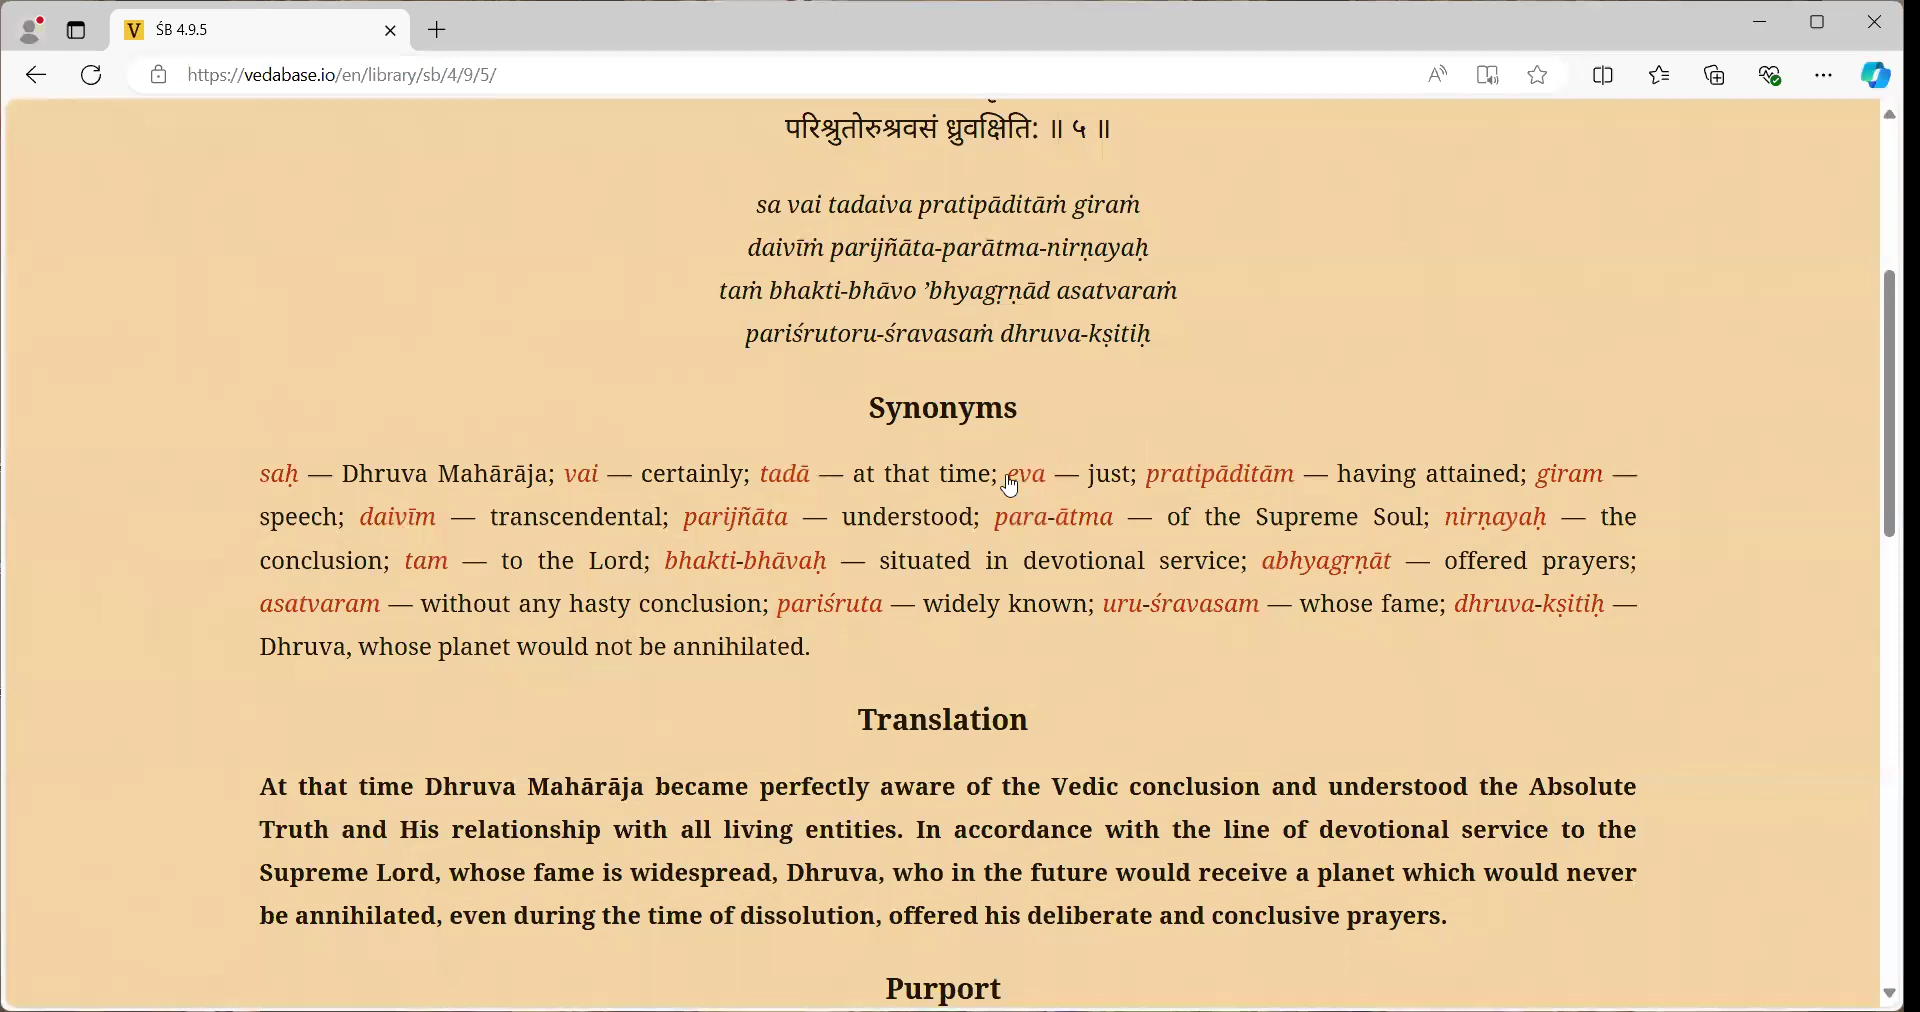 ŚB 4.9.5
https://vedabase.io/en/library/sb/4/9/5/
परिश्रुतोरुश्रवसं ध्रुवक्षिति: ॥ ५ ॥
sa vai tadaiva pratipāditāṁ giraṁ
daivīṁ parijñāta-parātma-nirṇayaḥ
taṁ bhakti-bhāvo ’bhyagṛṇād asatvaraṁ
pariśrutoru-śravasaṁ dhruva-kṣitiḥ
Synonyms
saḥ — Dhruva Mahārāja; vai — certainly; tadā — at that time; eva — just; pratipāditām — having attained; giram —
speech; daivīm — transcendental; parijñāta — understood; para-ātma — of the Supreme Soul; nirṇayaḥ — the
conclusion; tam — to the Lord; bhakti-bhāvaḥ — situated in devotional service; abhyagṛṇāt — offered prayers;
asatvaram — without any hasty conclusion; pariśruta — widely known; uru-śravasam — whose fame; dhruva-kṣitiḥ —
Dhruva, whose planet would not be annihilated.
Translation
At that time Dhruva Mahārāja became perfectly aware of the Vedic conclusion and understood the Absolute
Truth and His relationship with all living entities. In accordance with the line of devotional service to the
Supreme Lord, whose fame is widespread, Dhruva, who in the future would receive a planet which would never
be annihilated, even during the time of dissolution, offered his deliberate and conclusive prayers.
Purport